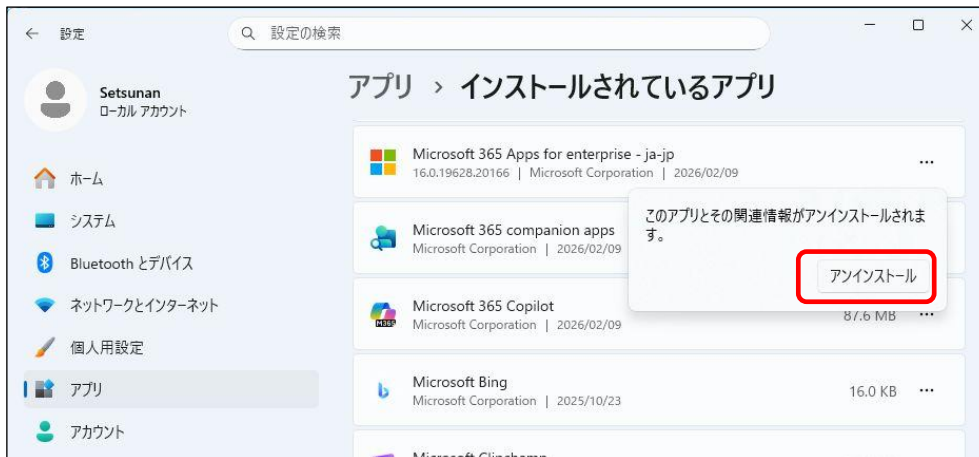 設定
設定の検索
Setsunan
ローカル アカウント
ホーム
システム
Bluetooth とデバイス
ネットワークとインターネット
個人用設定
アプリ
アカウント
アプリ › インストールされているアプリ
Microsoft 365 Apps for enterprise - ja-jp
16.0.19628.20166 | Microsoft Corporation | 2026/02/09
このアプリとその関連情報がアンインストールされま
す。
アンインストール
Microsoft 365 companion apps
Microsoft Corporation | 2026/02/09
M365
Microsoft 365 Copilot
Microsoft Corporation | 2026/02/09
87.6 MB
Microsoft Bing
Microsoft Corporation | 2025/10/23
16.0 KB
Microsoft Clipchamp